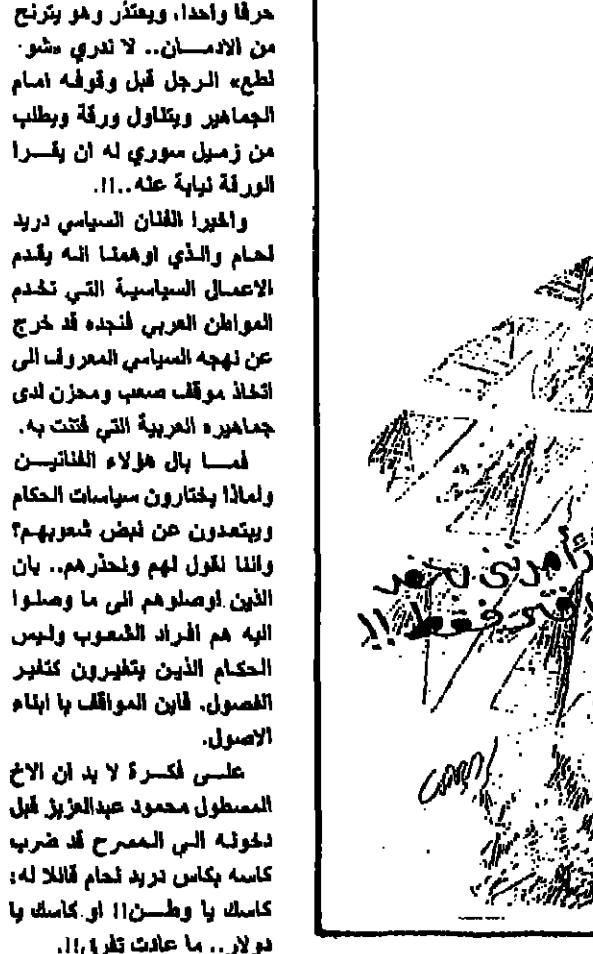 حرفا واحدا، ويعتذر وهو يترنح
من الادمــان.. لا ندري «شو
لطع» الرجل قبل وقوفه امام
الجماهير ويتناول ورقة ويطلب
من زميل سوري له ان يقــرا
الورقة نيابة عنه..!!.
واخيرا الفنان السياسي دريد
لحام والذي اوهمنا انه يقدم
الاعمال السياسية التي تخدم
المواطن العربي فنجده قد خرج
عن نهجه السياسي المعروف الى
اتخاذ موقف صعب ومحزن لدى
جماهيره العربية التي فتنت به.
فمــا بال هؤلاء الفنانيــن
ولماذا يختارون سياسات الحكام
ويبتعدون عن نبض شعوبهم؟
واننا نقول لهم ونحذرهم.. بان
الذين اوصلوهم الى ما وصلوا
اليه هم افراد الشعوب وليس
الحكام الذين يتغيرون كتغير
الفصول. فاين المواقف يا ابناء
الاصول.
علــى فكــرة لا بد ان الاخ
المسطول محمود عبدالعزيز قبل
دخوله الى المسرح قد ضرب
كاسه بكاس دريد لحام قائلا له:
كاسك يا وطــن!! او كاسك يا
دولار.. ما عادت تفرق!!.
فقط !!